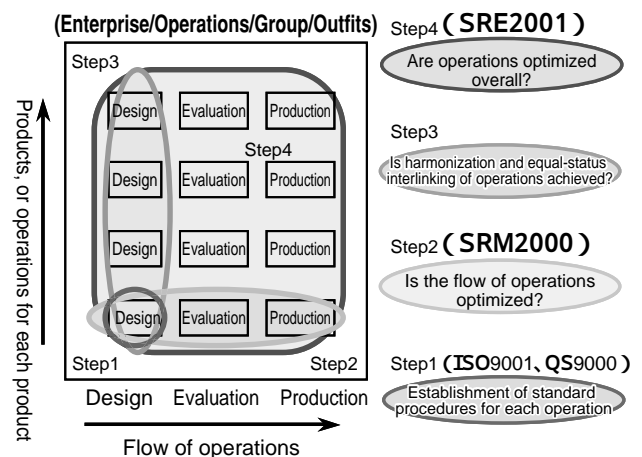 (Enterprise/Operations/Group/Outfits)
Step3
Design Evaluation Production
Step4
Design Evaluation Production
Design Evaluation Production
Design Evaluation Production
Step1 Step2
Products, or operations for each product
Design Evaluation Production
Flow of operations
Step4 (SRE2001)
Are operations optimized
overall?
Step3
Is harmonization and equal-status
interlinking of operations achieved?
Step2 (SRM2000)
Is the flow of operations
optimized?
Step1 (ISO9001、QS9000)
Establishment of standard
procedures for each operation